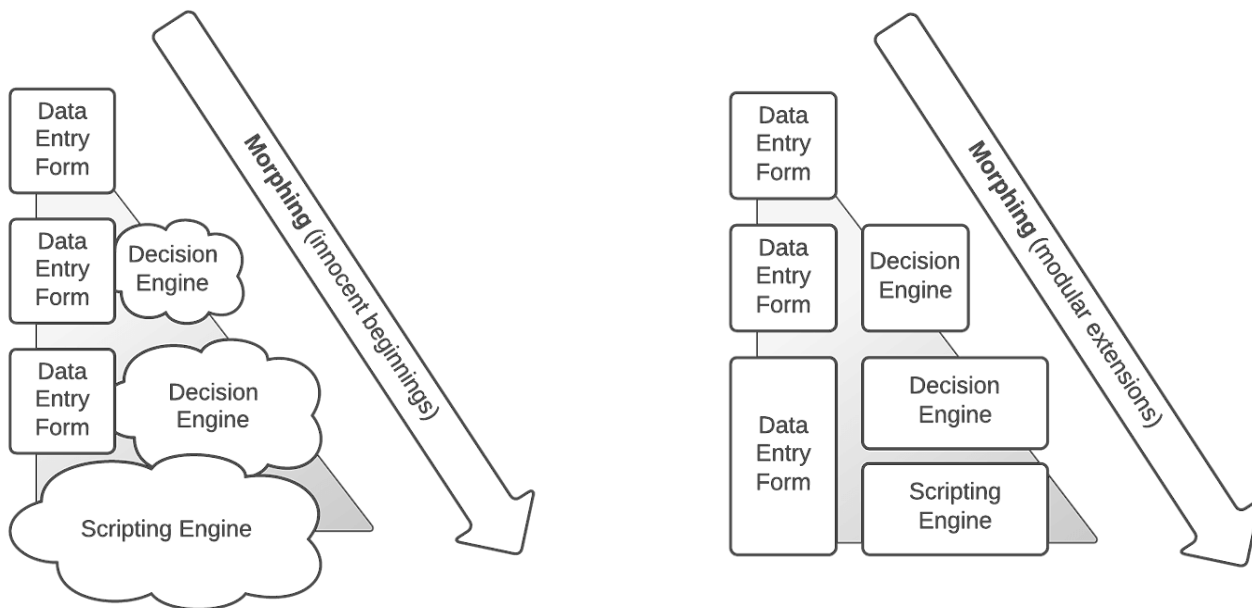 Data
Entry
Form
Data
Entry
Form
Decision
Engine
Data
Entry
Form
Decision
Engine
Scripting Engine
Morphing (innocent beginnings)
Data
Entry
Form
Data
Entry
Form
Decision
Engine
Data
Entry
Form
Decision
Engine
Scripting
Engine
Morphing (modular extensions)